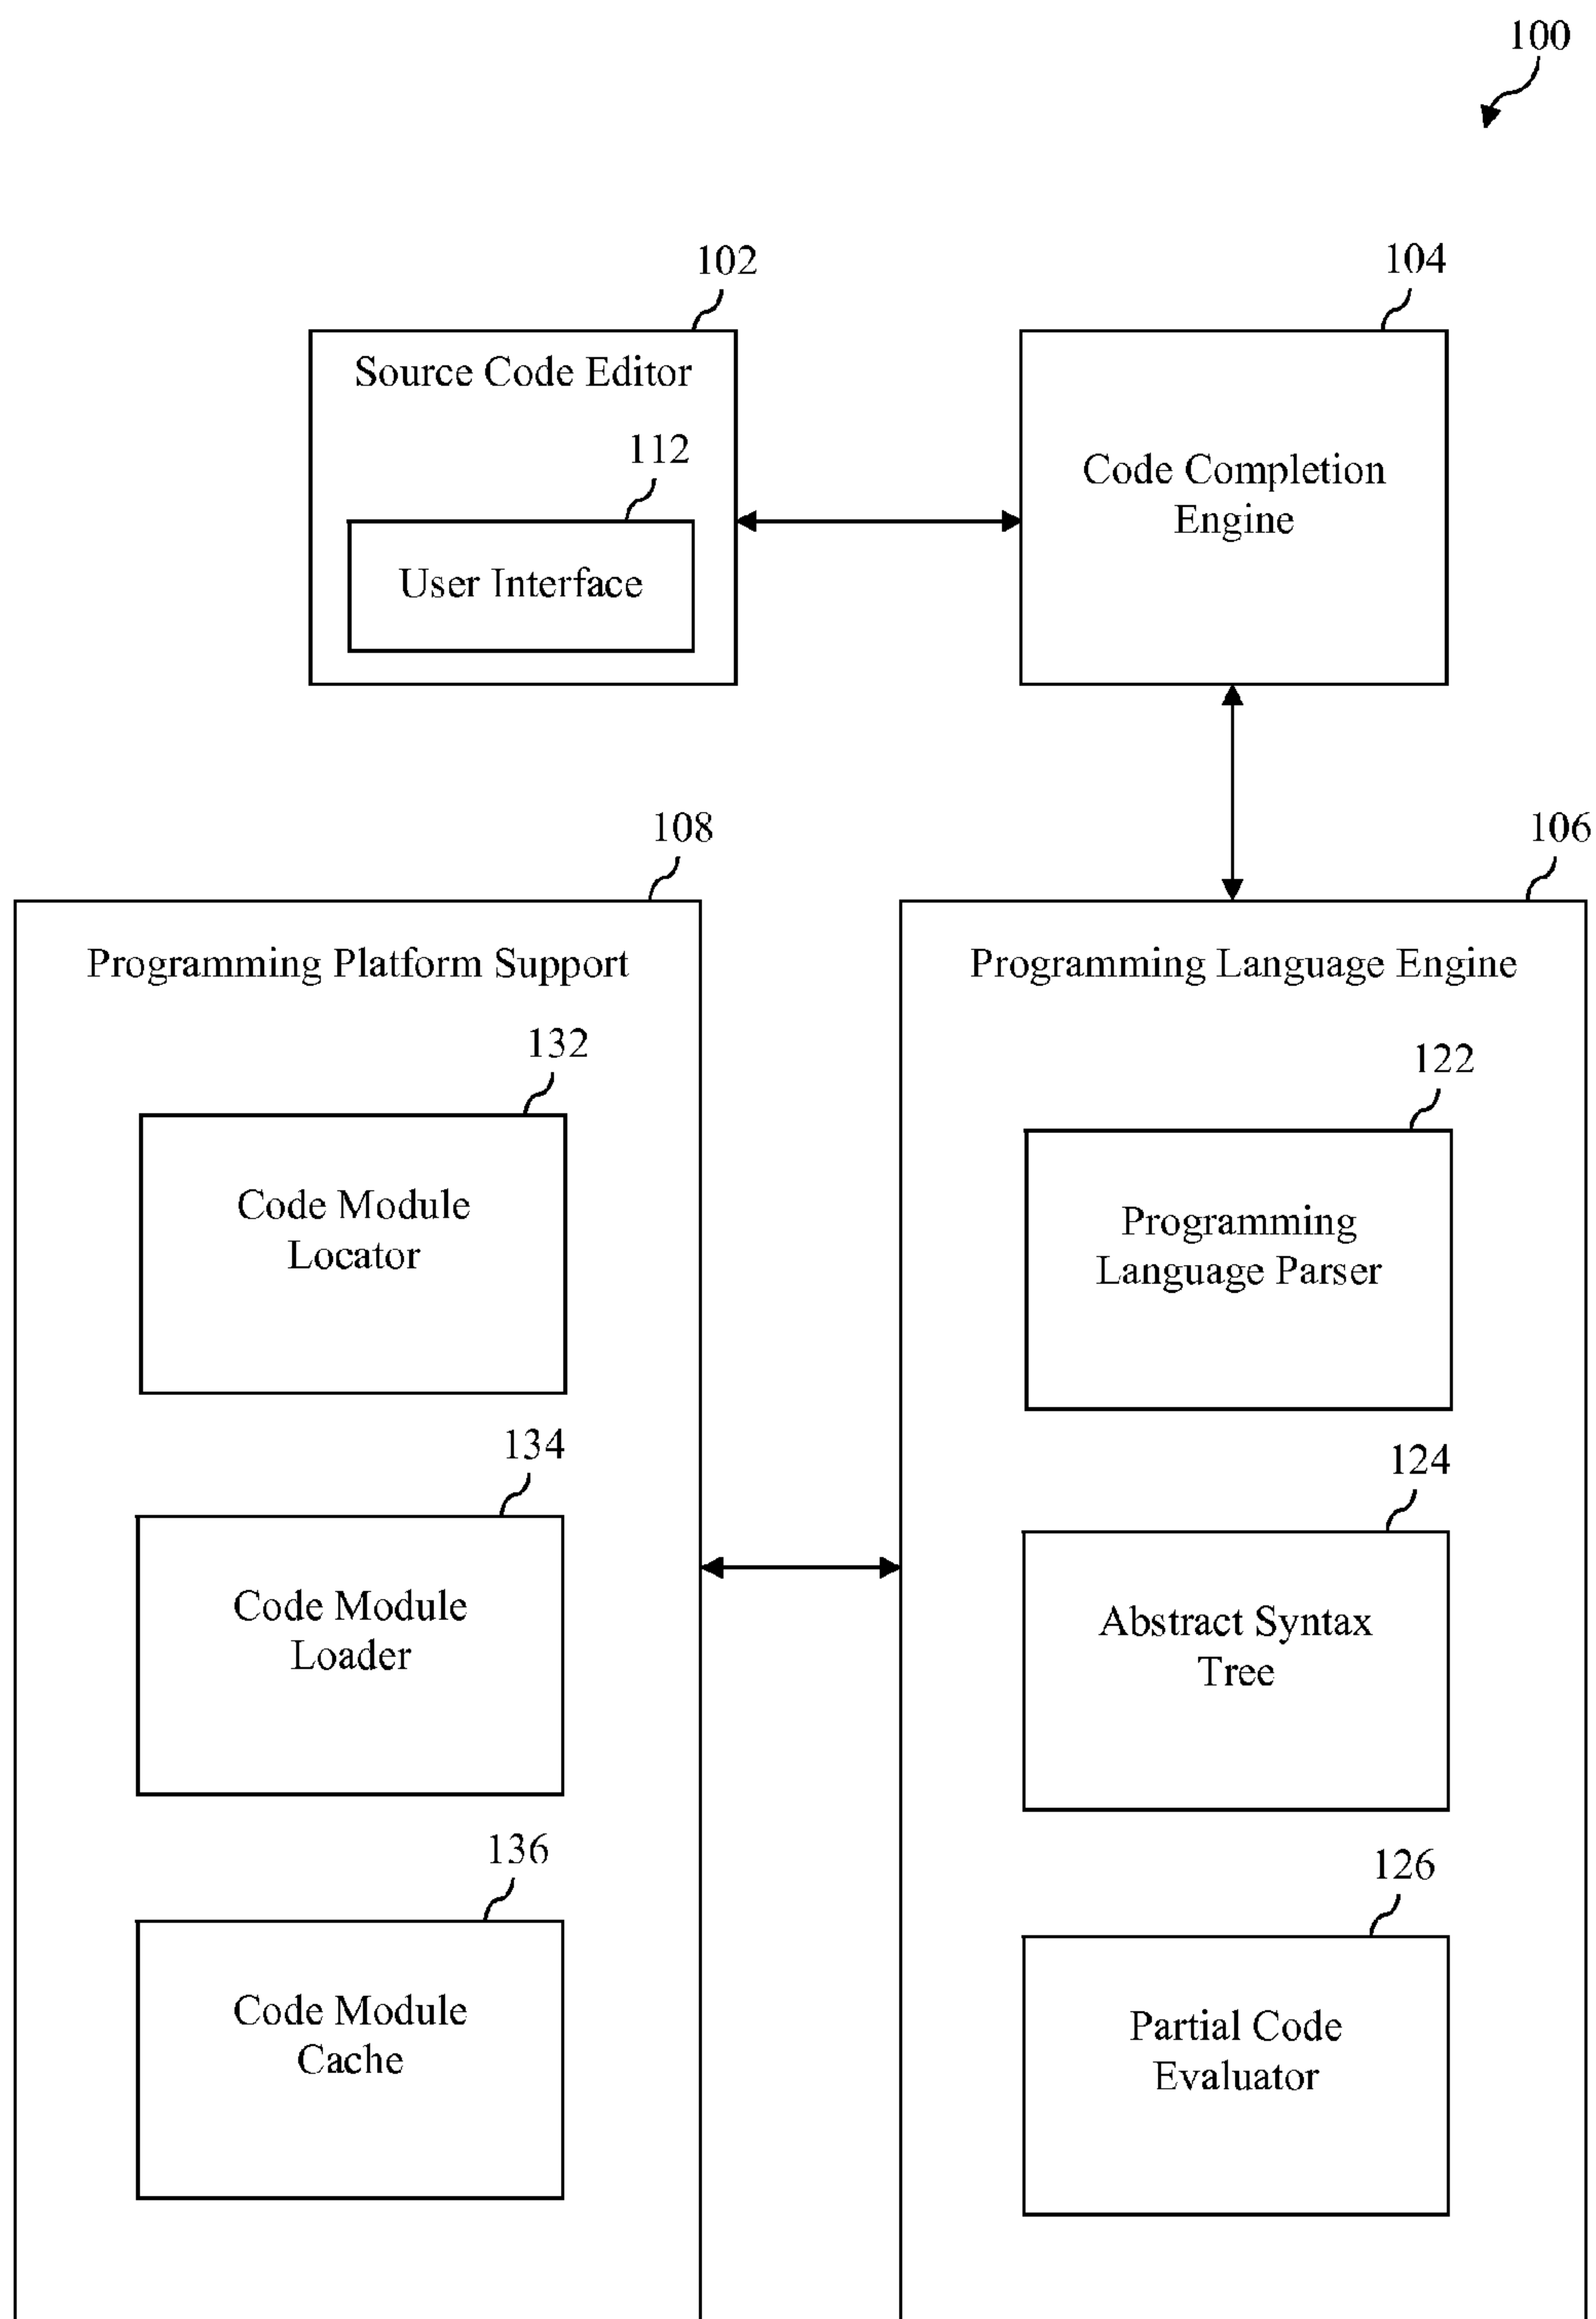 100
102
104
Source Code Editor
112
User Interface
Code Completion
Engine
108
106
Programming Platform Support
Programming Language Engine
132
Code Module
Locator
122
Programming
Language Parser
134
Code Module
Loader
124
Abstract Syntax
Tree
136
Code Module
Cache
126
Partial Code
Evaluator